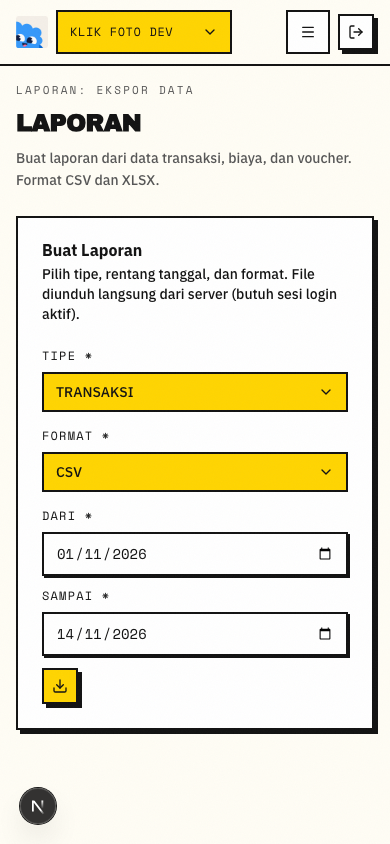 KLIK FOTO DEV
LAPORAN: EKSPOR DATA
LAPORAN
Buat laporan dari data transaksi, biaya, dan voucher.
Format CSV dan XLSX.
Buat Laporan
Pilih tipe, rentang tanggal, dan format. File
diunduh langsung dari server (butuh sesi login
aktif).
TIPE *
TRANSAKSI
FORMAT *
CSV
DARI *
01/11/2026
SAMPAI *
14/11/2026
N